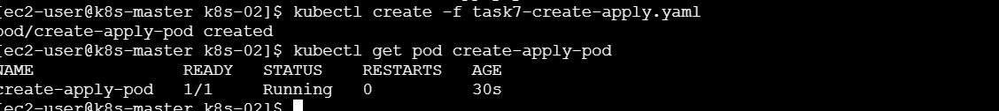 [ec2-user@k8s-master k8s-02]$ kubectl create -f task7-create-apply.yaml
pod/create-apply-pod created
[ec2-user@k8s-master k8s-02]$ kubectl get pod create-apply-pod
NAME READY STATUS RESTARTS AGE
create-apply-pod 1/1 Running 0 30s
[ec2-user@k8s-master k8s-02]$